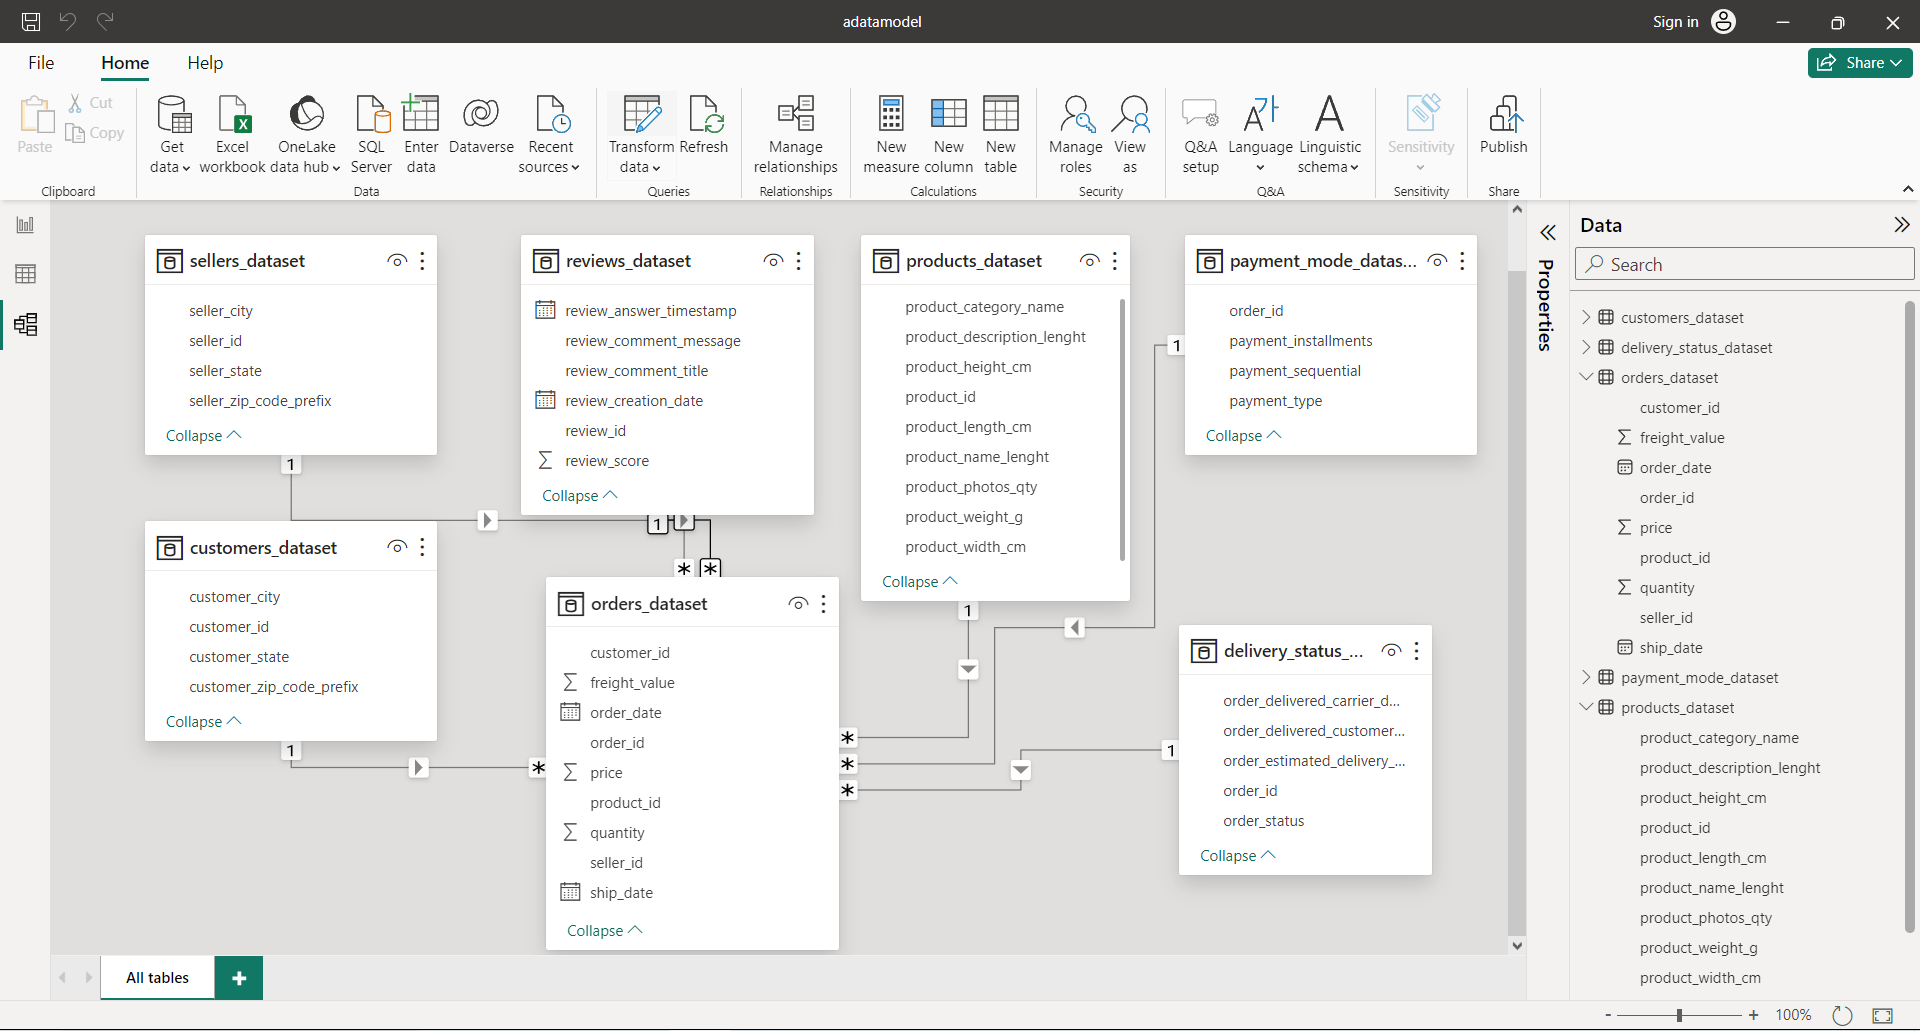 adatamodel
Sign in
File
Home
Help
Share
Paste
Cut
Copy
Clipboard
Get data
Excel workbook
OneLake data hub
SQL Server
Enter data
Dataverse
Recent sources
Data
Transform data
Refresh
Queries
Manage relationships
Relationships
New measure
New column
New table
Calculations
Manage roles
View as
Security
Q&A setup
Language
Linguistic schema
Q&A
Sensitivity
Sensitivity
Publish
Share
sellers_dataset
seller_city
seller_id
seller_state
seller_zip_code_prefix
Collapse
1
reviews_dataset
review_answer_timestamp
review_comment_message
review_comment_title
review_creation_date
review_id
review_score
Collapse
1
*
*
products_dataset
product_category_name
product_description_lenght
product_height_cm
product_id
product_length_cm
product_name_lenght
product_photos_qty
product_weight_g
product_width_cm
Collapse
1
payment_mode_datas...
order_id
payment_installments
payment_sequential
payment_type
Collapse
1
customers_dataset
customer_city
customer_id
customer_state
customer_zip_code_prefix
Collapse
1
*
orders_dataset
customer_id
freight_value
order_date
order_id
price
product_id
quantity
seller_id
ship_date
Collapse
*
*
*
delivery_status_...
order_delivered_carrier_d...
order_delivered_customer...
order_estimated_delivery_...
order_id
order_status
Collapse
1
Properties
Data
Search
customers_dataset
delivery_status_dataset
orders_dataset
customer_id
freight_value
order_date
order_id
price
product_id
quantity
seller_id
ship_date
payment_mode_dataset
products_dataset
product_category_name
product_description_lenght
product_height_cm
product_id
product_length_cm
product_name_lenght
product_photos_qty
product_weight_g
product_width_cm
All tables
+
- + 100%